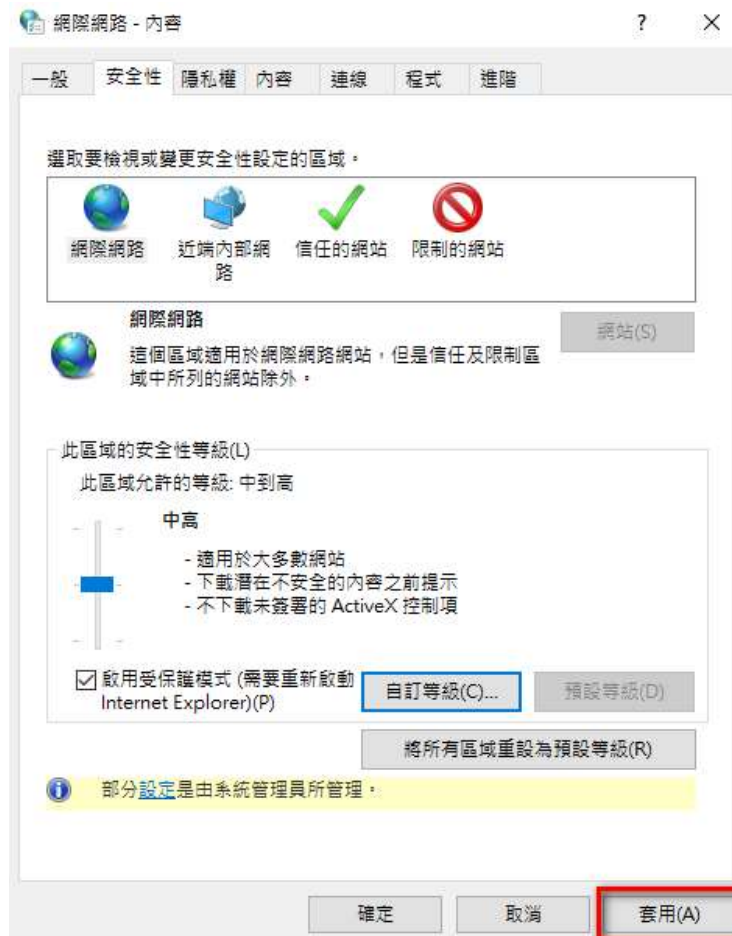 網際網路 - 內容
? ×
一般 安全性 隱私權 內容 連線 程式 進階
選取要檢視或變更安全性設定的區域。
網際網路 近端內部網路 信任的網站 限制的網站
網際網路
網站(S)
這個區域適用於網際網路網站，但是信任及限制區
域中所列的網站除外。
此區域的安全性等級(L)
此區域允許的等級: 中到高
中高
- 適用於大多數網站
- 下載潛在不安全的內容之前提示
- 不下載未簽署的 ActiveX 控制項
啟用受保護模式 (需要重新啟動
Internet Explorer)(P)
自訂等級(C)...
預設等級(D)
將所有區域重設為預設等級(R)
部分設定是由系統管理員所管理。
確定 取消 套用(A)